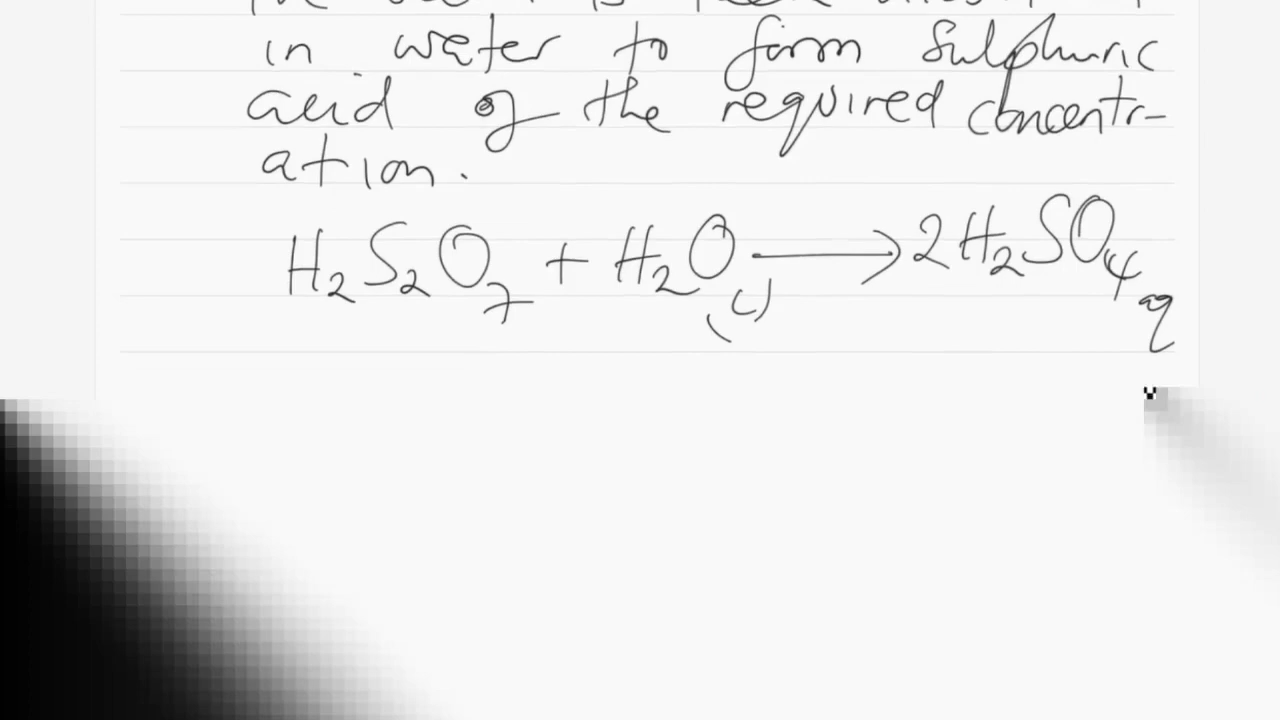 in water to form Sulphuric
acid of the required concentr-
ation.
H₂S₂O₇ + H₂O(l) ⟶ 2H₂SO₄ aq